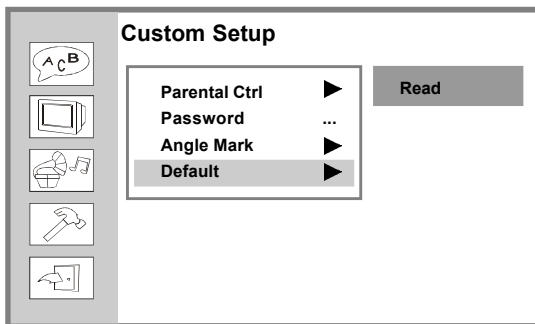 Custom Setup
A C B
Parental Ctrl
Read
Password ...
Angle Mark
Default